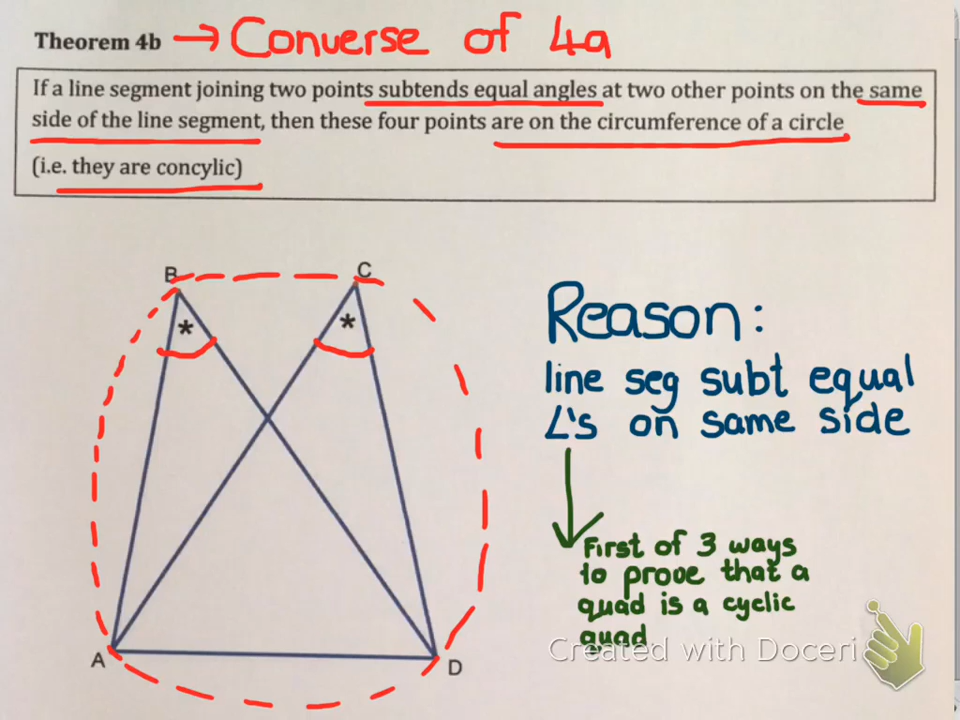 Theorem 4b → Converse of 4a
If a line segment joining two points subtends equal angles at two other points on the same
side of the line segment, then these four points are on the circumference of a circle
(i.e. they are concylic)
B C
* *
Reason:
line seg subt equal
∠'s on same side
First of 3 ways
to prove that a
quad is a cyclic
quad
A D
Created with Doceri